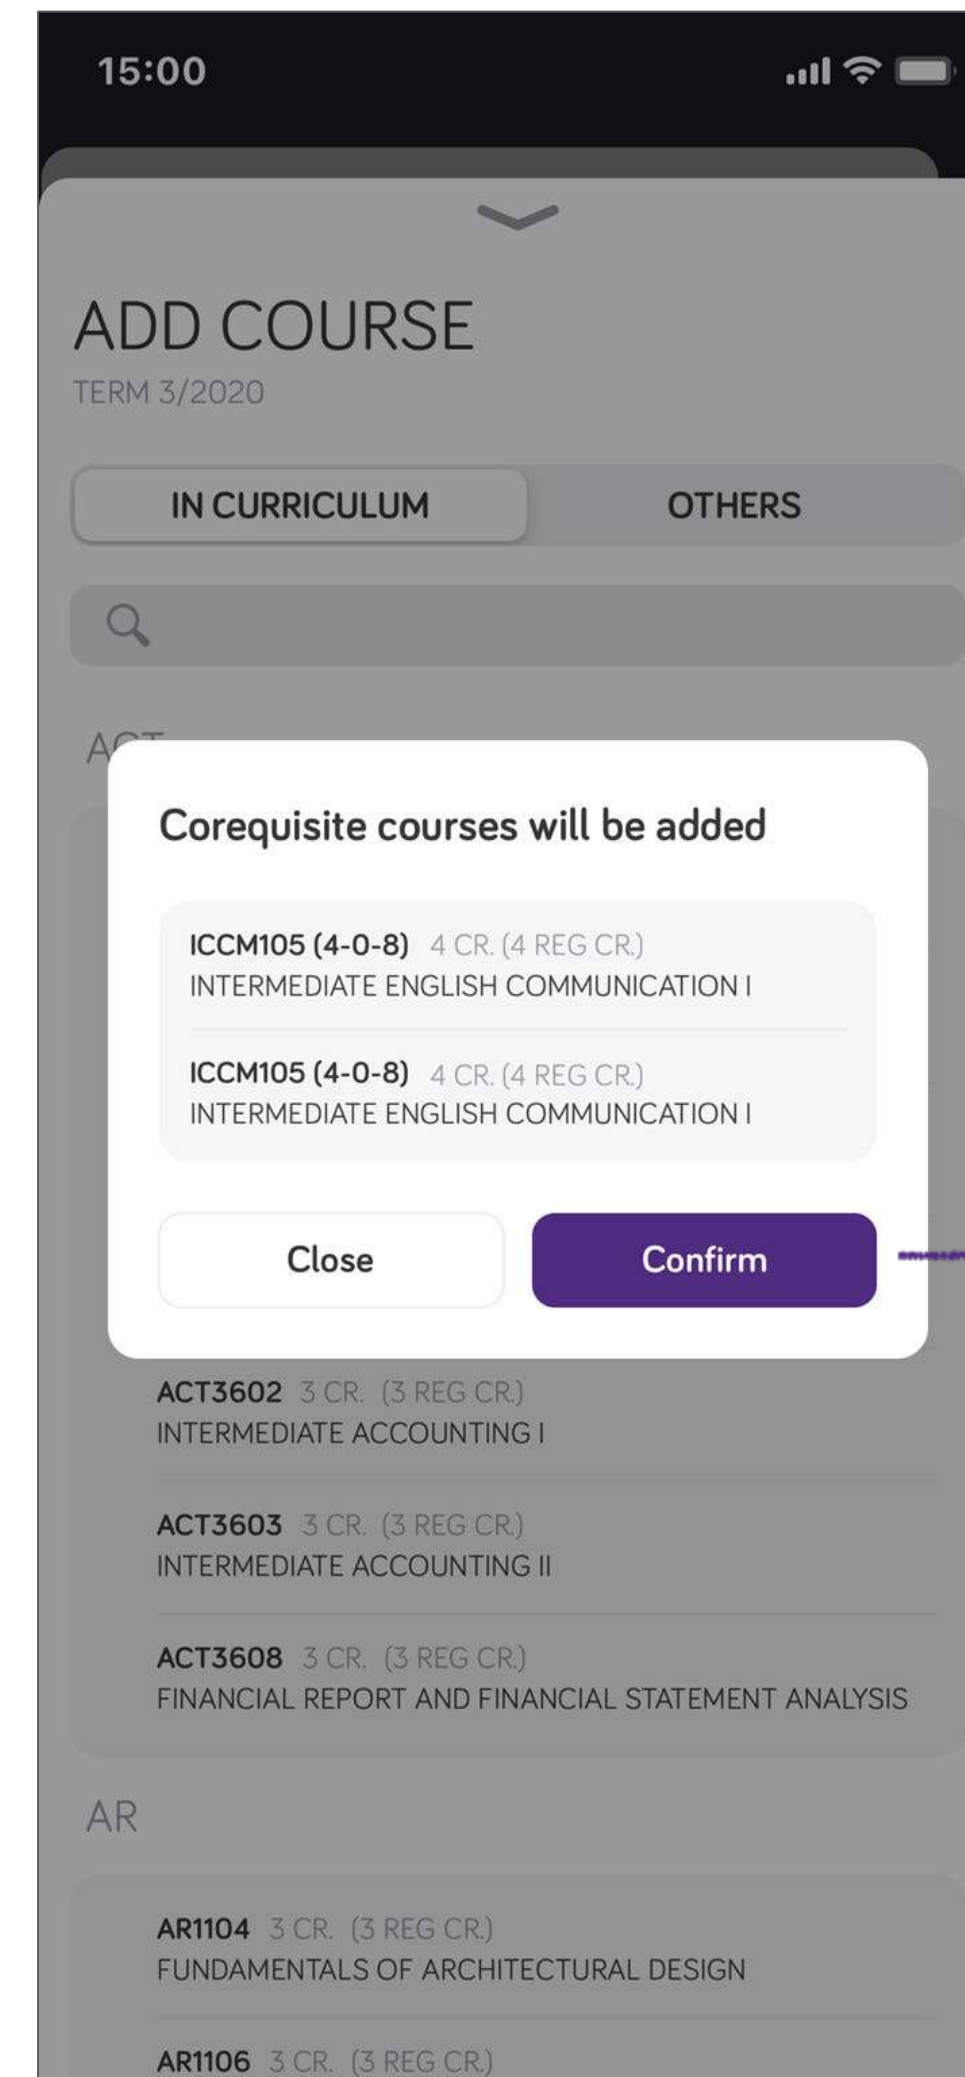 15:00
ADD COURSE
TERM 3/2020
IN CURRICULUM
OTHERS
Corequisite courses will be added
ICCM105 (4-0-8) 4 CR. (4 REG CR.)
INTERMEDIATE ENGLISH COMMUNICATION I
ICCM105 (4-0-8) 4 CR. (4 REG CR.)
INTERMEDIATE ENGLISH COMMUNICATION I
Close
Confirm
ACT3602 3 CR. (3 REG CR.)
INTERMEDIATE ACCOUNTING I
ACT3603 3 CR. (3 REG CR.)
INTERMEDIATE ACCOUNTING II
ACT3608 3 CR. (3 REG CR.)
FINANCIAL REPORT AND FINANCIAL STATEMENT ANALYSIS
AR
AR1104 3 CR. (3 REG CR.)
FUNDAMENTALS OF ARCHITECTURAL DESIGN
AR1106 3 CR. (3 REG CR.)